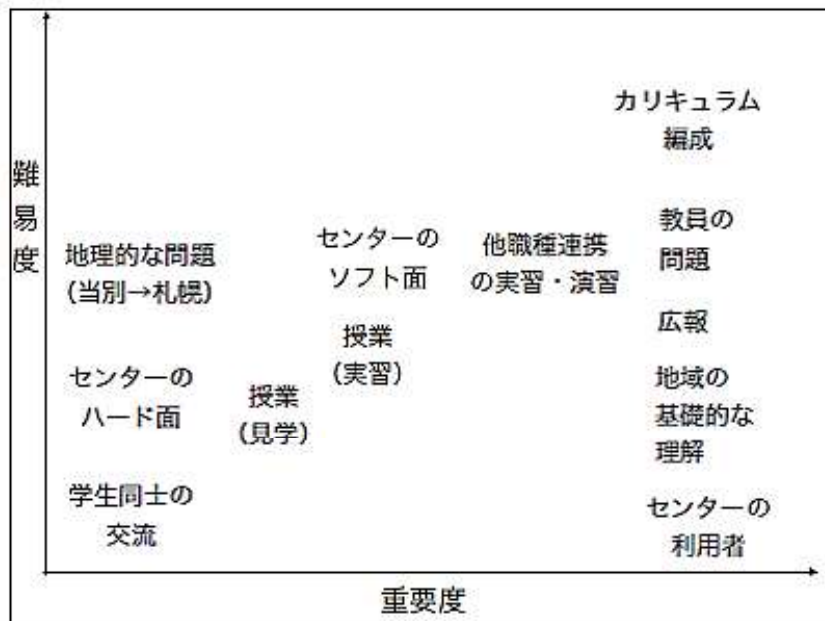 難易度
カリキュラム
編成
教員の
問題
他職種連携
の実習・演習
センターの
ソフト面
地理的な問題
(当別→札幌)
広報
授業
(実習)
センターの
ハード面
授業
(見学)
地域の
基礎的な
理解
学生同士の
交流
センターの
利用者
重要度